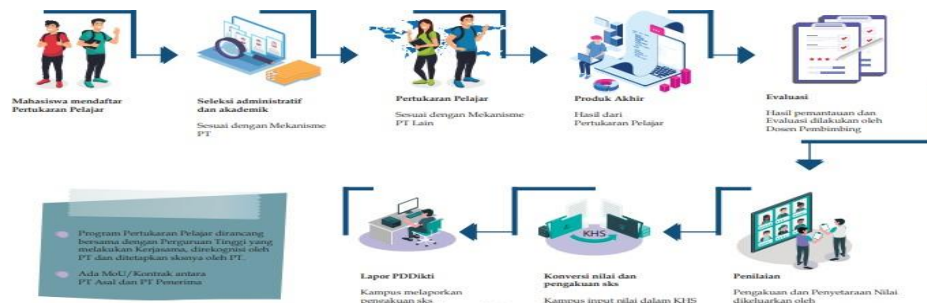 Mahasiswa mendaftar
Pertukaran Pelajar
Seleksi administratif
dan akademik
Sesuai dengan Mekanisme
PT
Pertukaran Pelajar
Sesuai dengan Mekanisme
PT Lain
Produk Akhir
Hasil dari
Pertukaran Pelajar
Evaluasi
Hasil pemantauan dan
Evaluasi dilakukan oleh
Dosen Pembimbing
Penilaian
Pengakuan dan Penyetaraan Nilai
dikeluarkan oleh
KHS
Konversi nilai dan
pengakuan sks
Kampus input nilai dalam KHS
Lapor PDDikti
Kampus melaporkan
pengakuan sks
Program Pertukaran Pelajar dirancang
bersama dengan Perguruan Tinggi yang
melakukan Kerjasama, direkognisi oleh
PT dan ditetapkan sksnya oleh PT.
Ada MoU/Kontrak antara
PT Asal dan PT Penerima